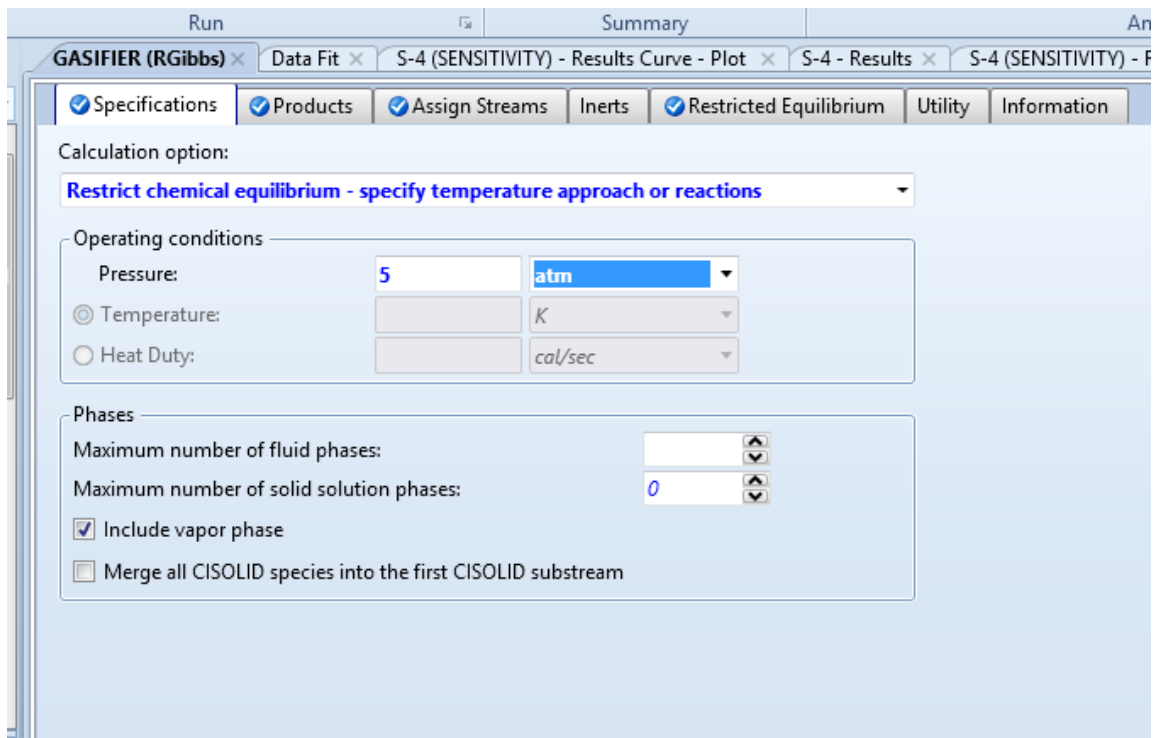 Run Summary An
GASIFIER (RGibbs) Data Fit S-4 (SENSITIVITY) - Results Curve - Plot S-4 - Results S-4 (SENSITIVITY) - R
Specifications Products Assign Streams Inerts Restricted Equilibrium Utility Information
Calculation option:
Restrict chemical equilibrium - specify temperature approach or reactions
Operating conditions
Pressure: 5 atm
Temperature: K
Heat Duty: cal/sec
Phases
Maximum number of fluid phases:
Maximum number of solid solution phases: 0
Include vapor phase
Merge all CISOLID species into the first CISOLID substream